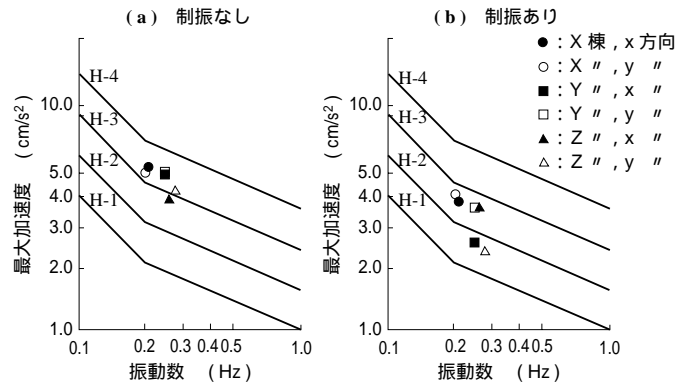 (a) 制振なし
最大加速度 (cm/s²)
10.0
5.0
4.0
3.0
2.0
1.0
H-4
H-3
H-2
H-1
0.1 0.2 0.3 0.4 0.5 1.0
振動数 (Hz)
(b) 制振あり
最大加速度 (cm/s²)
10.0
5.0
4.0
3.0
2.0
1.0
H-4
H-3
H-2
H-1
0.1 0.2 0.3 0.4 0.5 1.0
振動数 (Hz)
●：X 棟 , x 方向
○：X 〃 , y 〃
■：Y 〃 , x 〃
□：Y 〃 , y 〃
▲：Z 〃 , x 〃
△：Z 〃 , y 〃